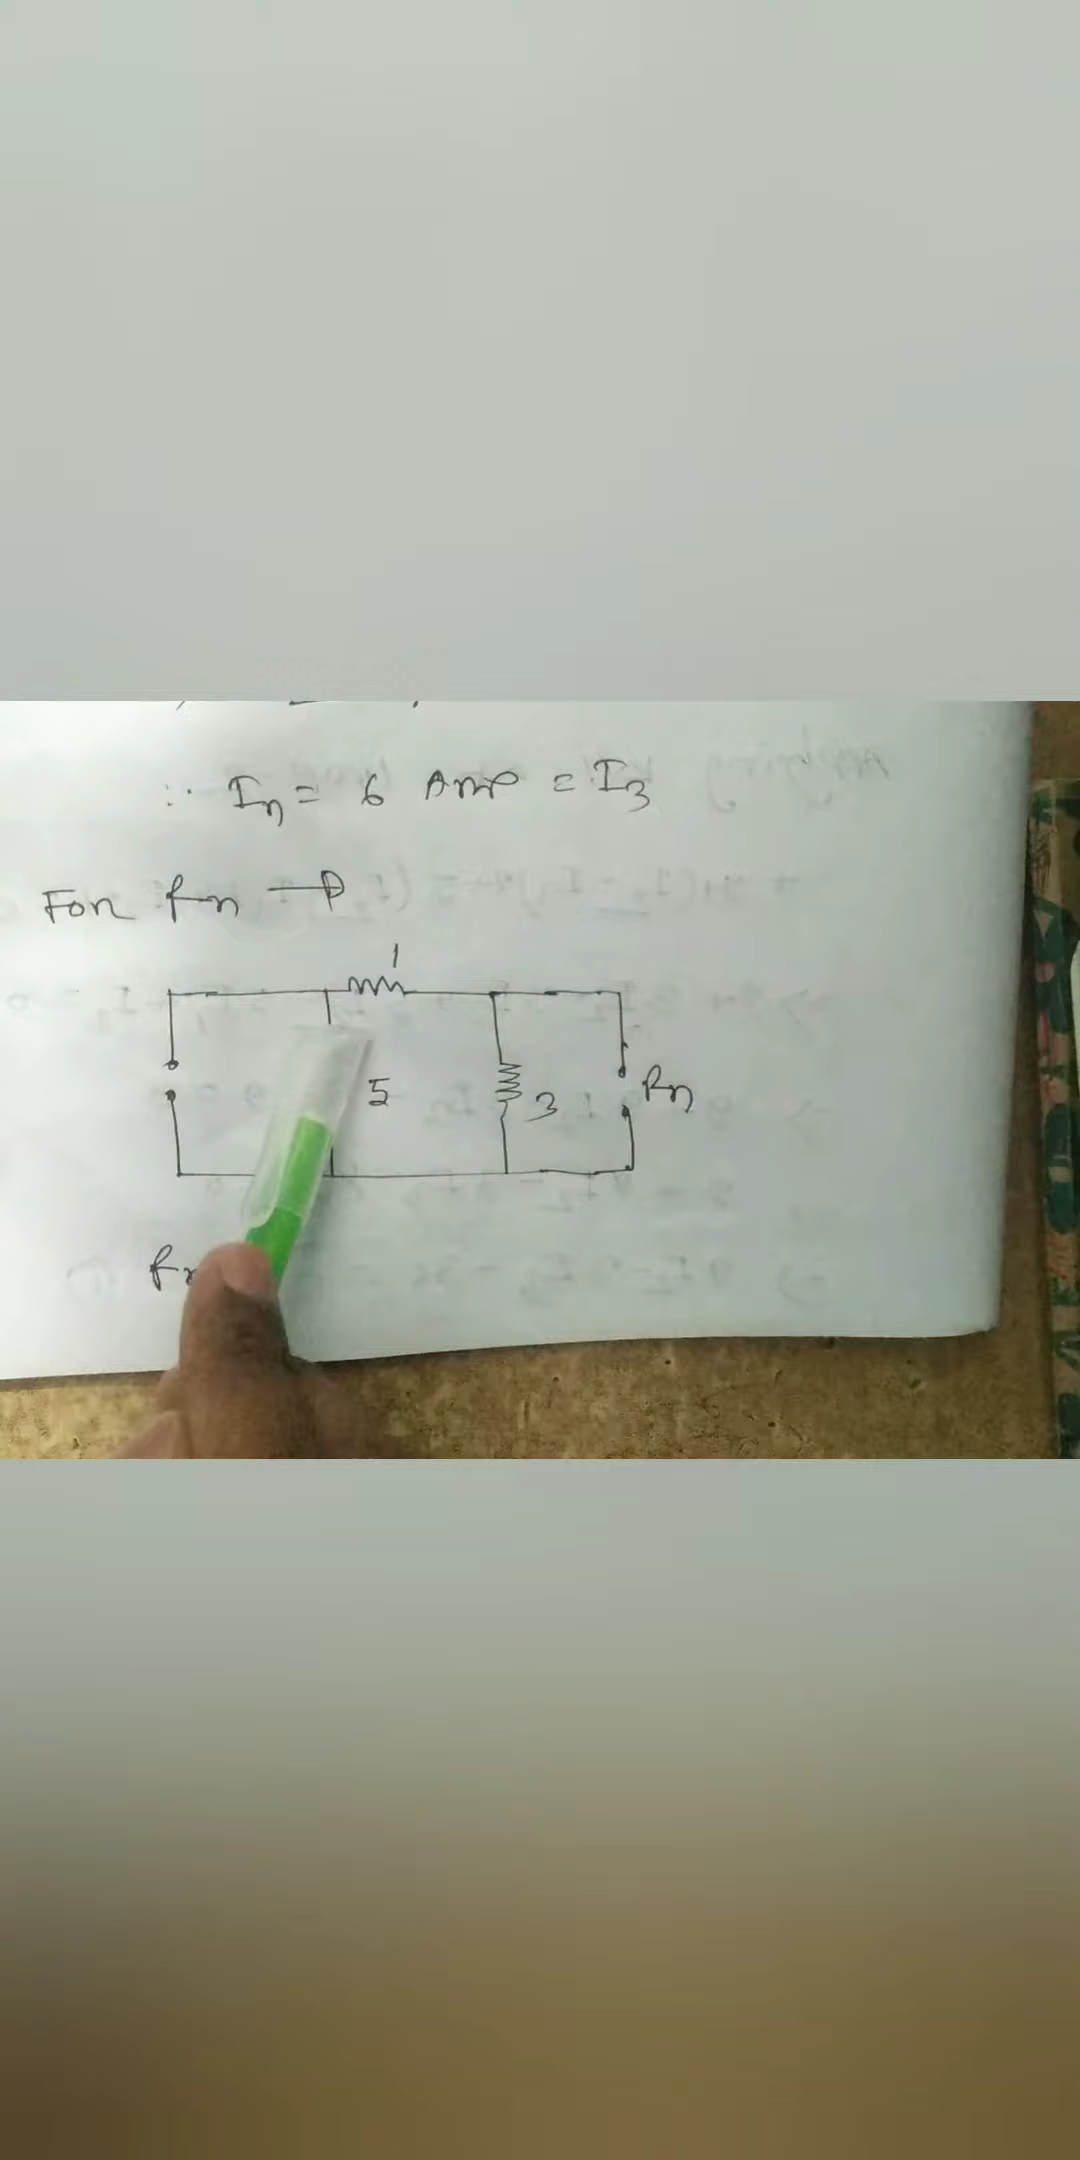 ∴ In = 6 Amp = I3
For Rn →
1
5
3
Rn